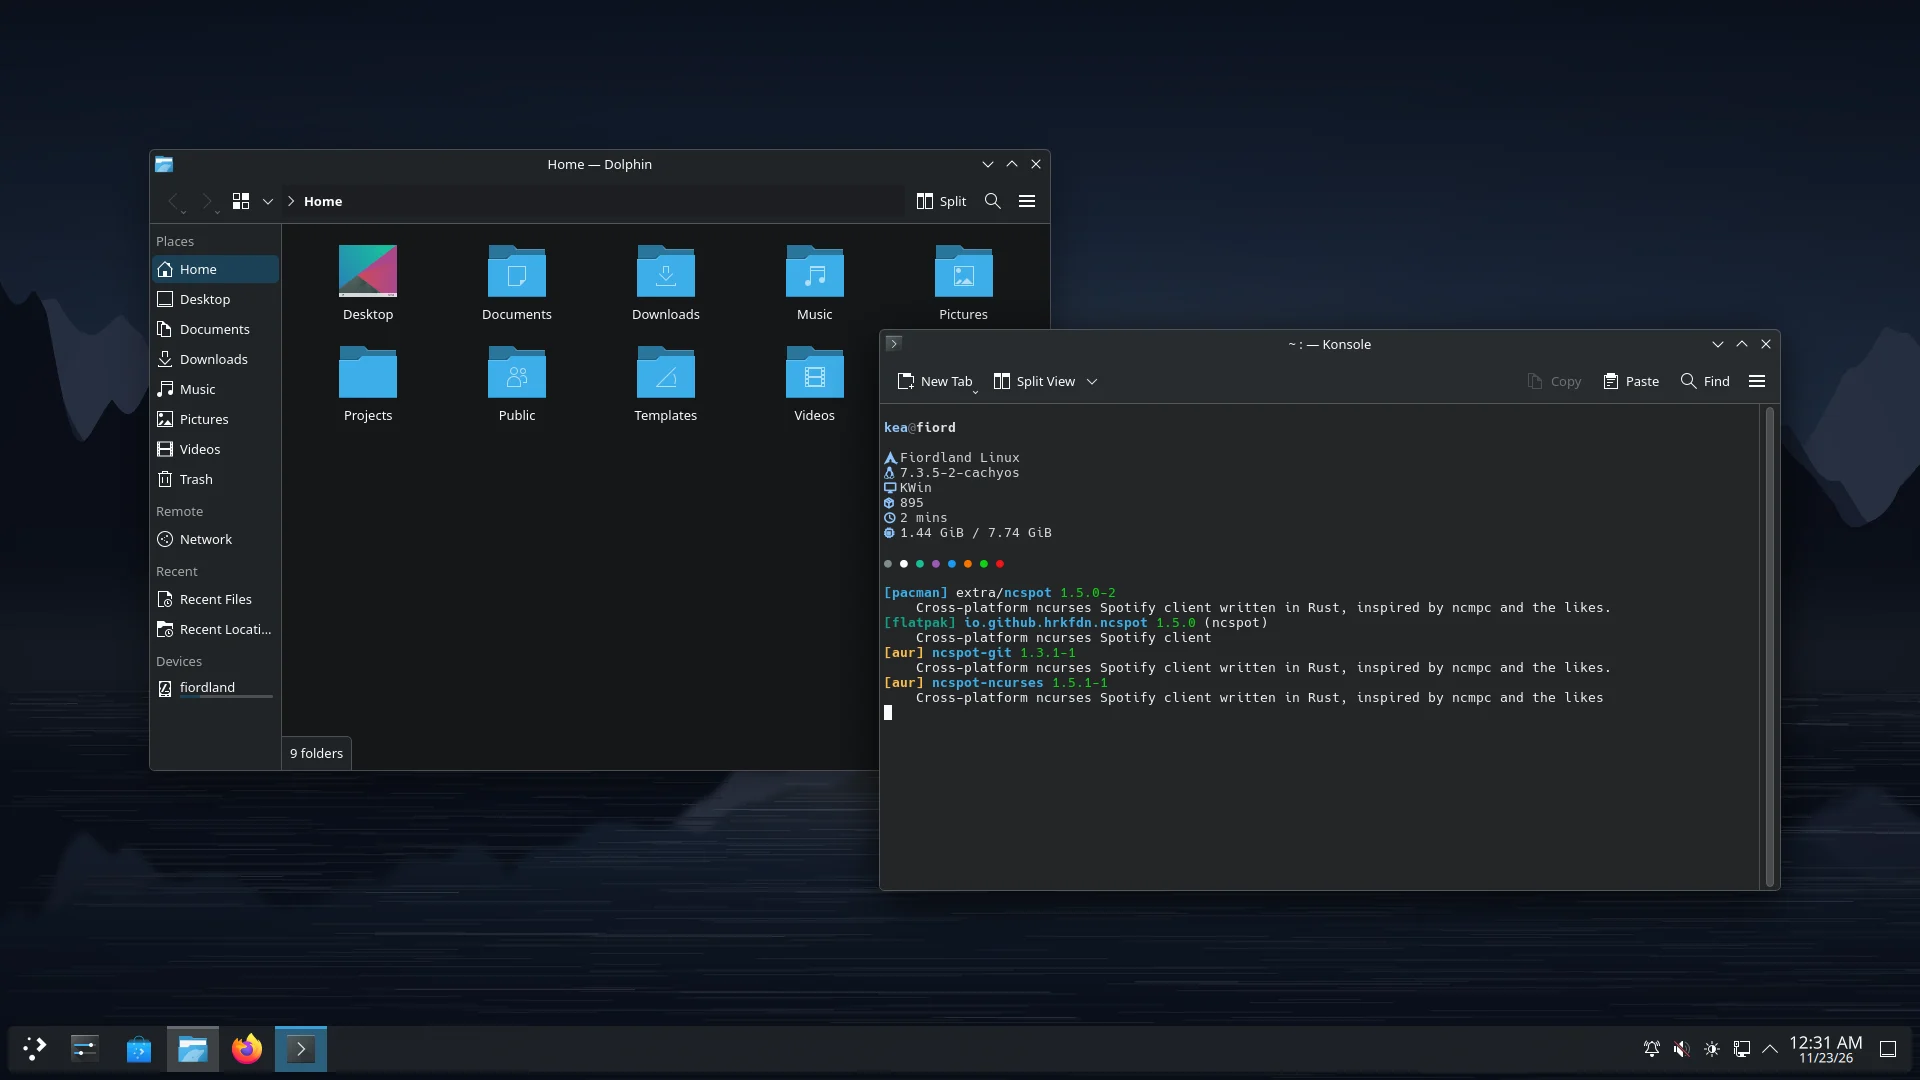 Home — Dolphin
Home
Split
Places
Home
Desktop
Documents
Downloads
Music
Pictures
Videos
Trash
Remote
Network
Recent
Recent Files
Recent Locati...
Devices
fiordland
Desktop
Documents
Downloads
Music
Pictures
Projects
Public
Templates
Videos
9 folders
~ : — Konsole
New Tab
Split View
Copy
Paste
Find
kea@fiord
Fiordland Linux
7.3.5-2-cachyos
KWin
895
2 mins
1.44 GiB / 7.74 GiB
[pacman] extra/ncspot 1.5.0-2
Cross-platform ncurses Spotify client written in Rust, inspired by ncmpc and the likes.
[flatpak] io.github.hrkfdn.ncspot 1.5.0 (ncspot)
Cross-platform ncurses Spotify client
[aur] ncspot-git 1.3.1-1
Cross-platform ncurses Spotify client written in Rust, inspired by ncmpc and the likes.
[aur] ncspot-ncurses 1.5.1-1
Cross-platform ncurses Spotify client written in Rust, inspired by ncmpc and the likes
12:31 AM
11/23/26